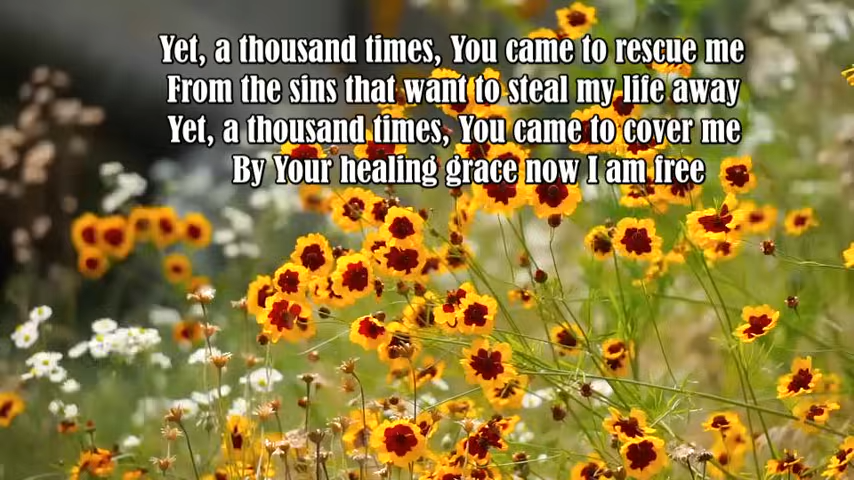 Yet, a thousand times, You came to rescue me
From the sins that want to steal my life away
Yet, a thousand times, You came to cover me
By Your healing grace now I am free